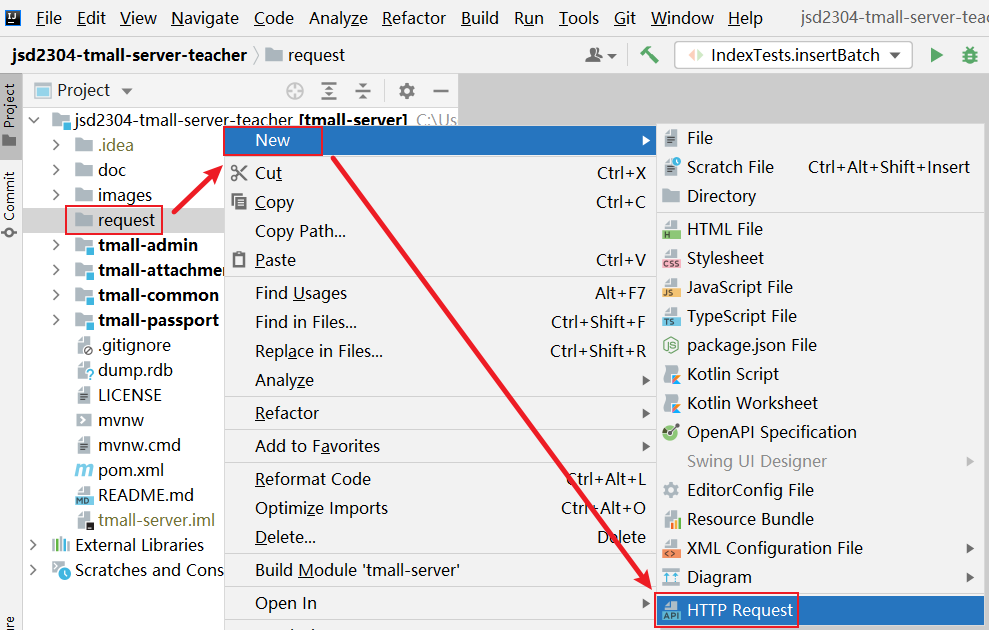 File Edit View Navigate Code Analyze Refactor Build Run Tools Git Window Help jsd2304-tmall-server-tea
jsd2304-tmall-server-teacher request IndexTests.insertBatch
Project
Project
Commit
jsd2304-tmall-server-teacher [tmall-server] C:\Us
.idea
doc
images
request
tmall-admin
tmall-attachme
tmall-common
tmall-passport
.gitignore
dump.rdb
LICENSE
mvnw
mvnw.cmd
pom.xml
README.md
tmall-server.iml
External Libraries
Scratches and Cons
New
Cut Ctrl+X
Copy Ctrl+C
Copy Path...
Paste Ctrl+V
Find Usages Alt+F7
Find in Files... Ctrl+Shift+F
Replace in Files... Ctrl+Shift+R
Analyze
Refactor
Add to Favorites
Reformat Code Ctrl+Alt+L
Optimize Imports Ctrl+Alt+O
Delete... Delete
Build Module 'tmall-server'
Open In
File
Scratch File Ctrl+Alt+Shift+Insert
Directory
HTML File
Stylesheet
JavaScript File
TypeScript File
package.json File
Kotlin Script
Kotlin Worksheet
OpenAPI Specification
Swing UI Designer
EditorConfig File
Resource Bundle
XML Configuration File
Diagram
HTTP Request